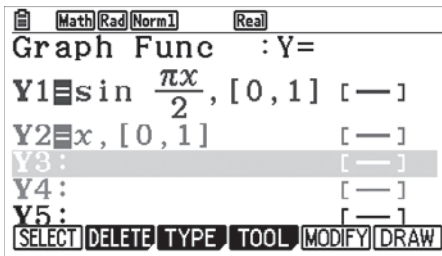 Math Rad Norm1 Real
Graph Func :Y=
Y1=sin πx/2, [0,1] [—]
Y2=x, [0,1] [—]
Y3: [—]
Y4: [—]
Y5: [—]
SELECT DELETE TYPE TOOL MODIFY DRAW